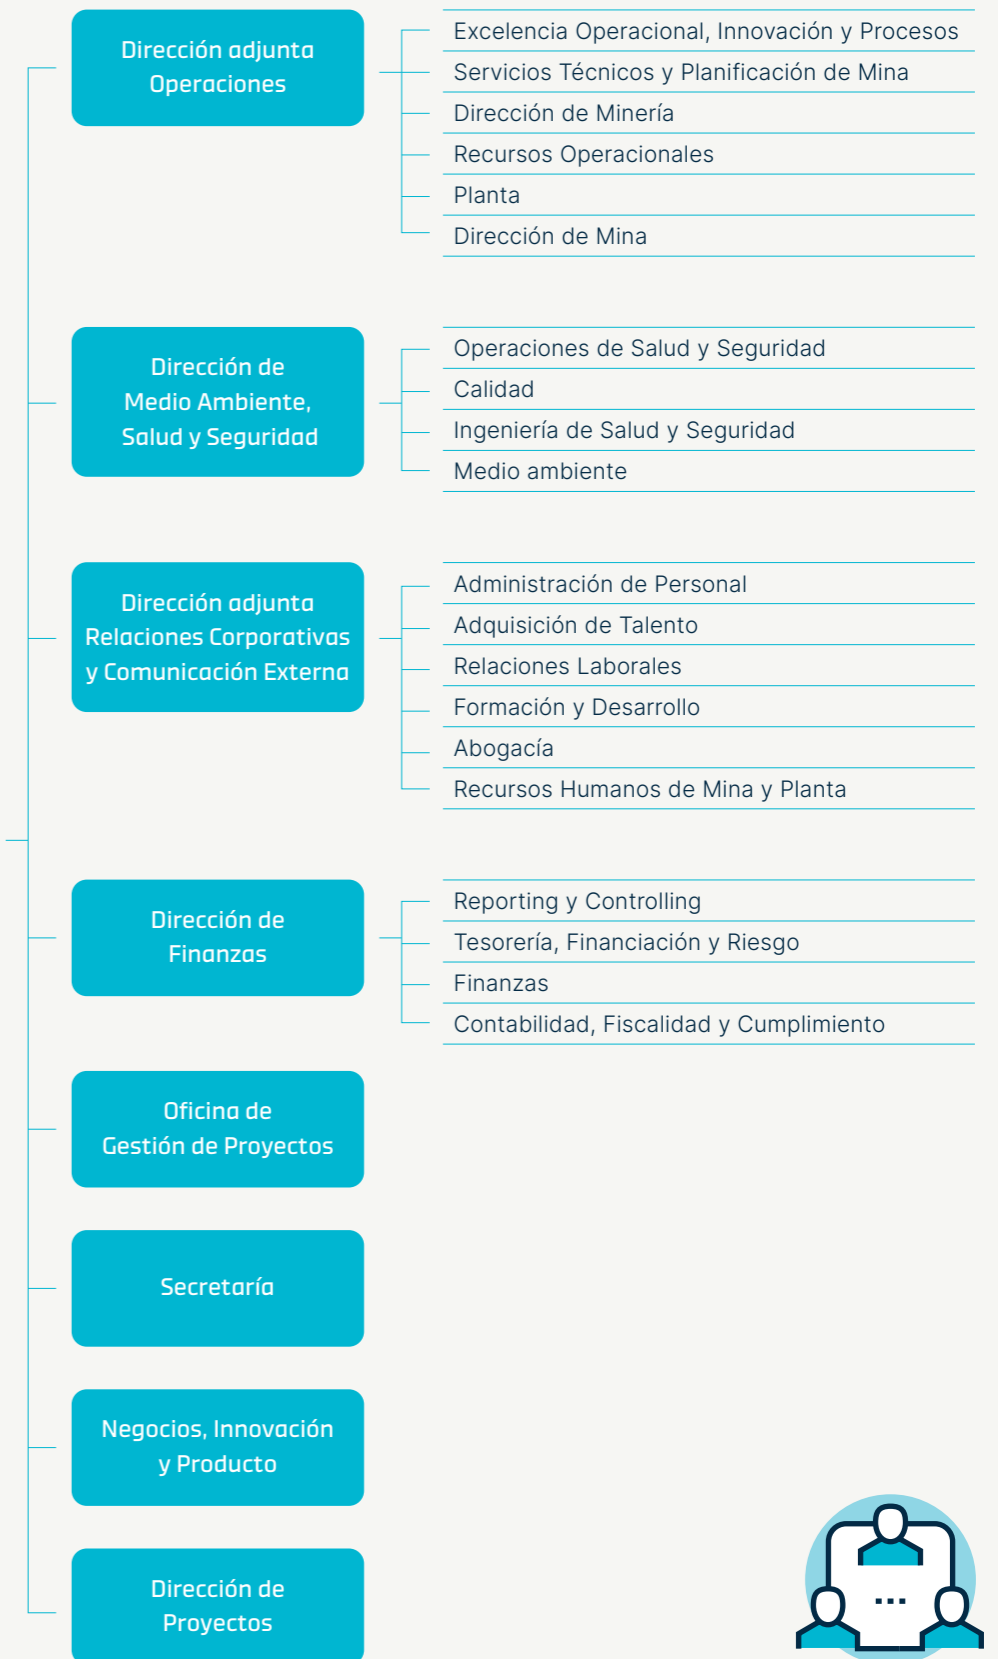 Dirección adjunta
Operaciones
Excelencia Operacional, Innovación y Procesos
Servicios Técnicos y Planificación de Mina
Dirección de Minería
Recursos Operacionales
Planta
Dirección de Mina
Dirección de
Medio Ambiente,
Salud y Seguridad
Operaciones de Salud y Seguridad
Calidad
Ingeniería de Salud y Seguridad
Medio ambiente
Dirección adjunta
Relaciones Corporativas
y Comunicación Externa
Administración de Personal
Adquisición de Talento
Relaciones Laborales
Formación y Desarrollo
Abogacía
Recursos Humanos de Mina y Planta
Dirección de
Finanzas
Reporting y Controlling
Tesorería, Financiación y Riesgo
Finanzas
Contabilidad, Fiscalidad y Cumplimiento
Oficina de
Gestión de Proyectos
Secretaría
Negocios, Innovación
y Producto
Dirección de
Proyectos